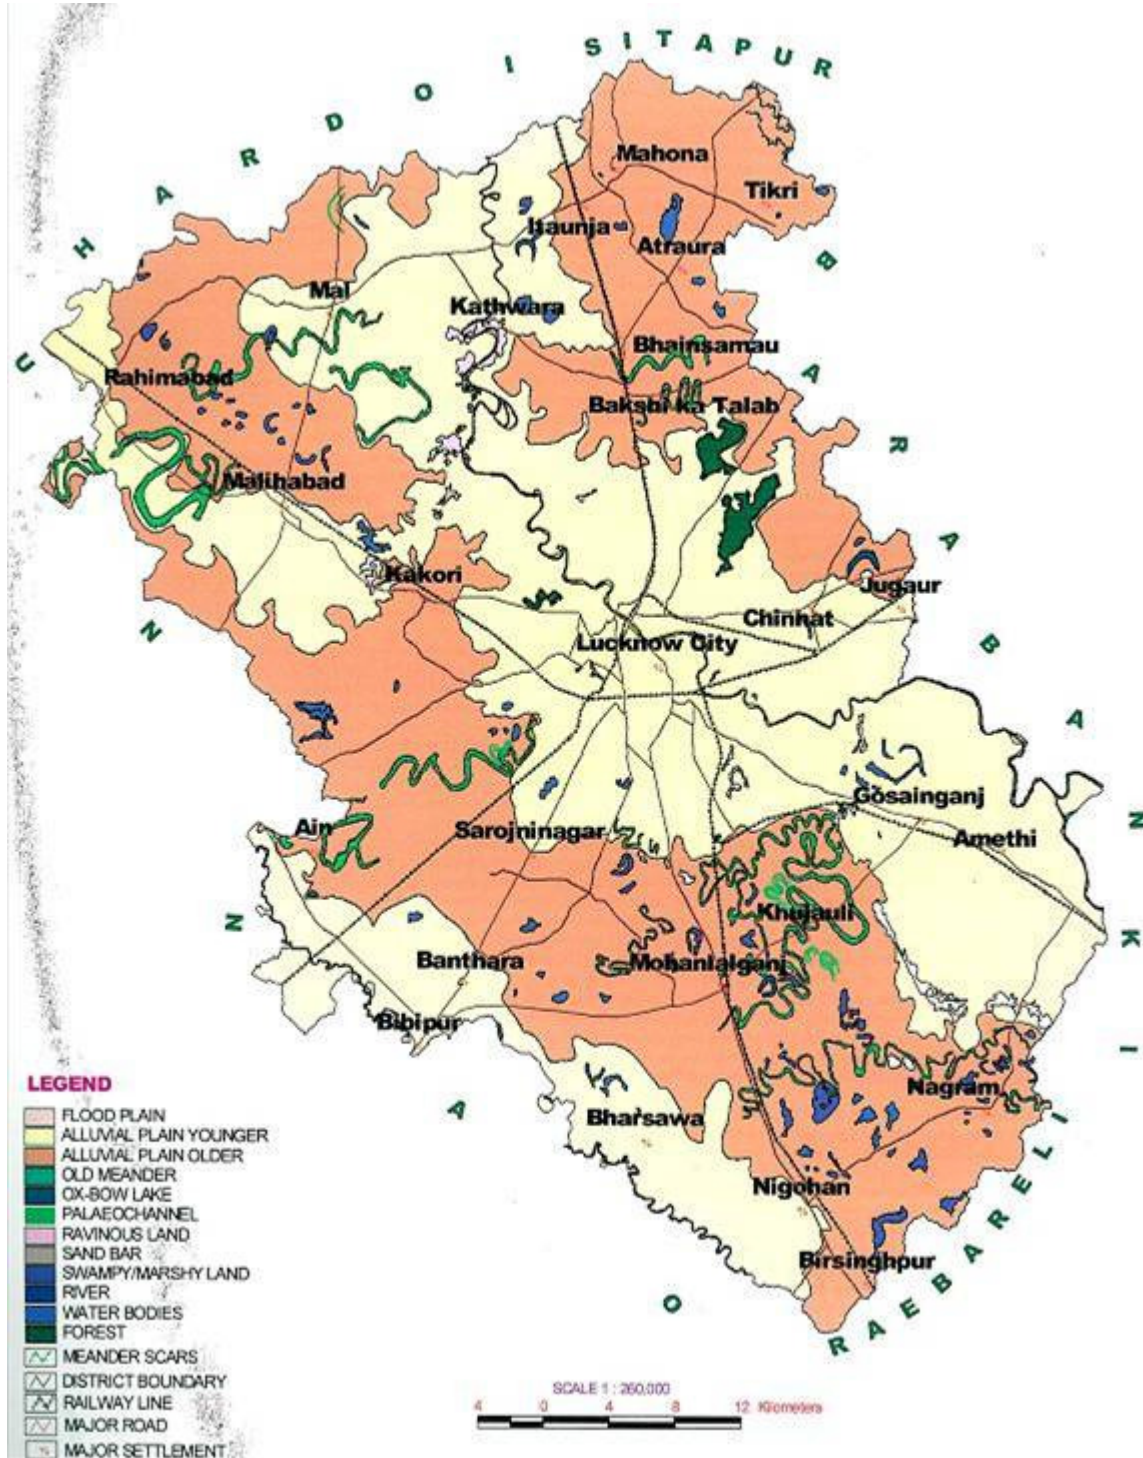 SITAPUR
HARDOI
BARABANKI
UNNAO
RAEBARELI
Mahona
Tikri
Itaunja
Atraura
Mal
Kathwara
Bhainsamau
Rahimabad
Bakshi ka Talab
Malihabad
Kakori
Jugaur
Chinhat
Lucknow City
Gosainganj
Ain
Sarojninagar
Amethi
Khujauli
Banthara
Mohanlalganj
Bibipur
Nagram
Bharsawa
Nigohan
Birsinghpur
LEGEND
FLOOD PLAIN
ALLUVIAL PLAIN YOUNGER
ALLUVIAL PLAIN OLDER
OLD MEANDER
OX-BOW LAKE
PALAEOCHANNEL
RAVINOUS LAND
SAND BAR
SWAMPY/MARSHY LAND
RIVER
WATER BODIES
FOREST
MEANDER SCARS
DISTRICT BOUNDARY
RAILWAY LINE
MAJOR ROAD
MAJOR SETTLEMENT
SCALE 1 : 260,000
4 0 4 8 12 Kilometers